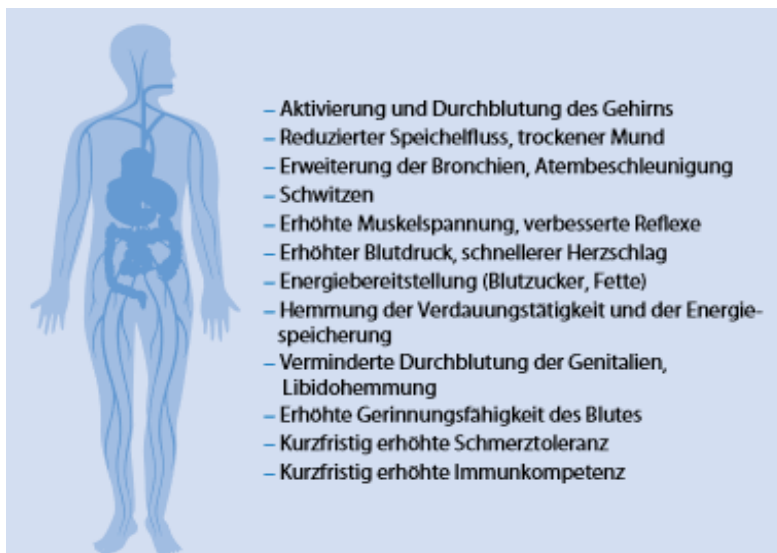 – Aktivierung und Durchblutung des Gehirns
– Reduzierter Speichelfluss, trockener Mund
– Erweiterung der Bronchien, Atembeschleunigung
– Schwitzen
– Erhöhte Muskelspannung, verbesserte Reflexe
– Erhöhter Blutdruck, schnellerer Herzschlag
– Energiebereitstellung (Blutzucker, Fette)
– Hemmung der Verdauungstätigkeit und der Energie-
speicherung
– Verminderte Durchblutung der Genitalien,
Libidohemmung
– Erhöhte Gerinnungsfähigkeit des Blutes
– Kurzfristig erhöhte Schmerztoleranz
– Kurzfristig erhöhte Immunkompetenz